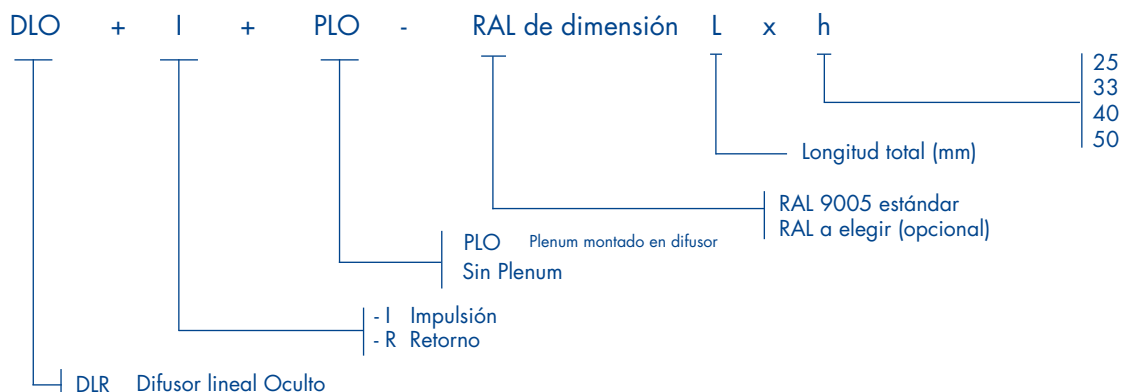 DLO + I + PLO - RAL de dimensión L x h
25
33
40
50
Longitud total (mm)
RAL 9005 estándar
RAL a elegir (opcional)
PLO Plenum montado en difusor
Sin Plenum
- I Impulsión
- R Retorno
DLR Difusor lineal Oculto